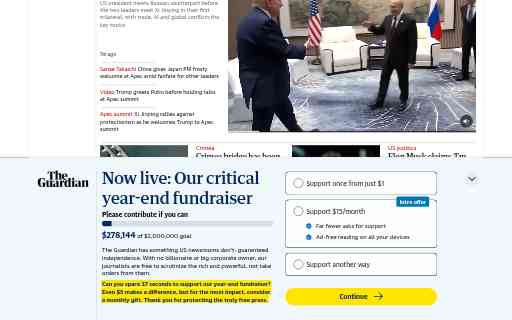 US president meets Russian counterpart before
the two leaders meet Xi Jinping in their first
trilateral, with trade, AI and global conflicts the
key topics
7m ago
Sanae Takaichi China gives Japan PM frosty
welcome at Apec amid fanfare for other leaders
Video Trump greets Putin before holding talks
at Apec summit
Apec summit Xi Jinping rallies against
protectionism as he welcomes Trump to Apec
summit
Crimea
Crimea bridge has been
US politics
Elon Musk claims Tru
The
Guardian
Now live: Our critical
year-end fundraiser
Please contribute if you can
$278,144 of $2,000,000 goal
The Guardian has something US newsrooms don't - guaranteed
independence. With no billionaire or big corporate owner, our
journalists are free to scrutinize the rich and powerful, not take
orders from them.
Can you spare 37 seconds to support our year-end fundraiser?
Even $5 makes a difference, but for the most impact, consider
a monthly gift. Thank you for protecting the truly free press.
Support once from just $1
Intro offer
Support $15/month
Far fewer asks for support
Ad-free reading on all your devices
Support another way
Continue